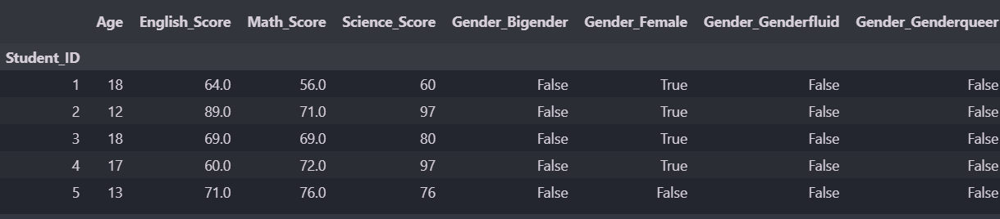 Age English_Score Math_Score Science_Score Gender_Bigender Gender_Female Gender_Genderfluid Gender_Genderqueer
Student_ID
1 18 64.0 56.0 60 False True False False
2 12 89.0 71.0 97 False True False False
3 18 69.0 69.0 80 False True False False
4 17 60.0 72.0 97 False True False False
5 13 71.0 76.0 76 False False False False